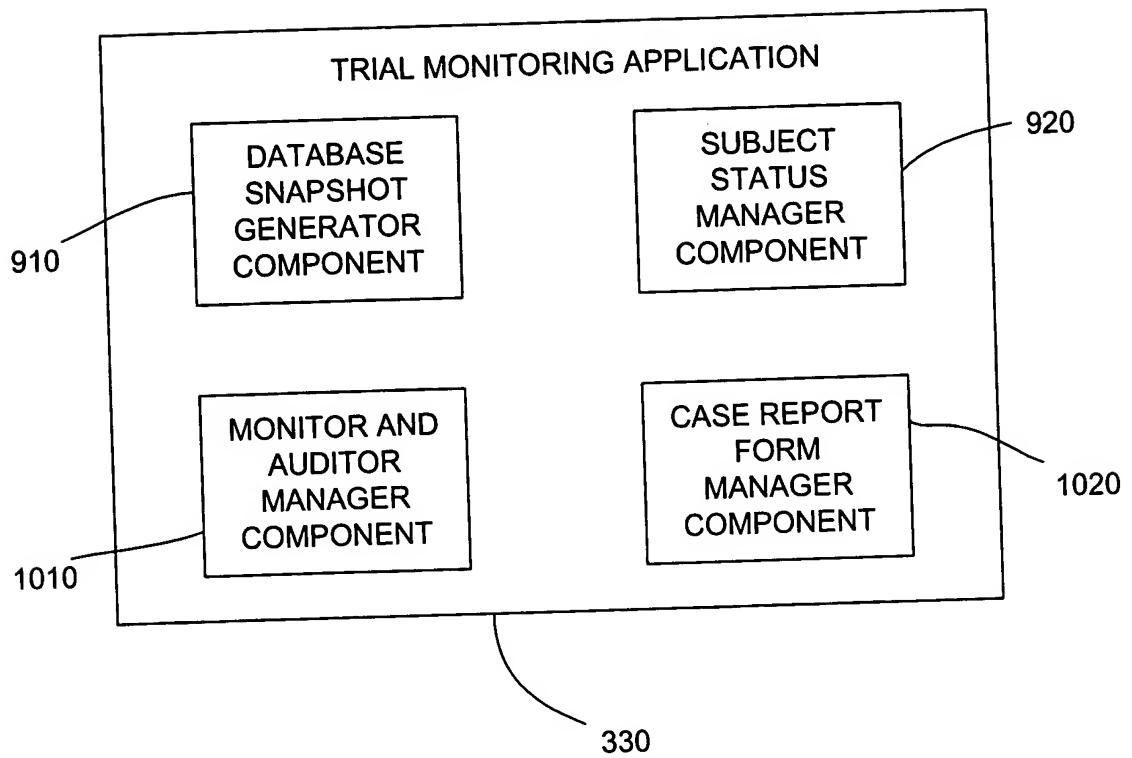 TRIAL MONITORING APPLICATION
DATABASE
SNAPSHOT
GENERATOR
COMPONENT
910
SUBJECT
STATUS
MANAGER
COMPONENT
920
MONITOR AND
AUDITOR
MANAGER
COMPONENT
1010
CASE REPORT
FORM
MANAGER
COMPONENT
1020
330